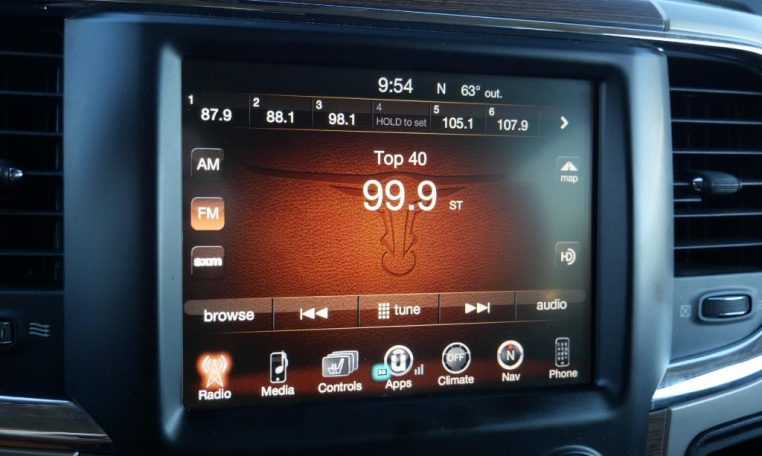 9:54 N 63° out.
1 87.9 2 88.1 3 98.1 4 HOLD to set 5 105.1 6 107.9
AM Top 40 map
FM 99.9 ST
sxm HD
browse tune audio
3G
Radio Media Controls Apps OFF Climate N Nav Phone